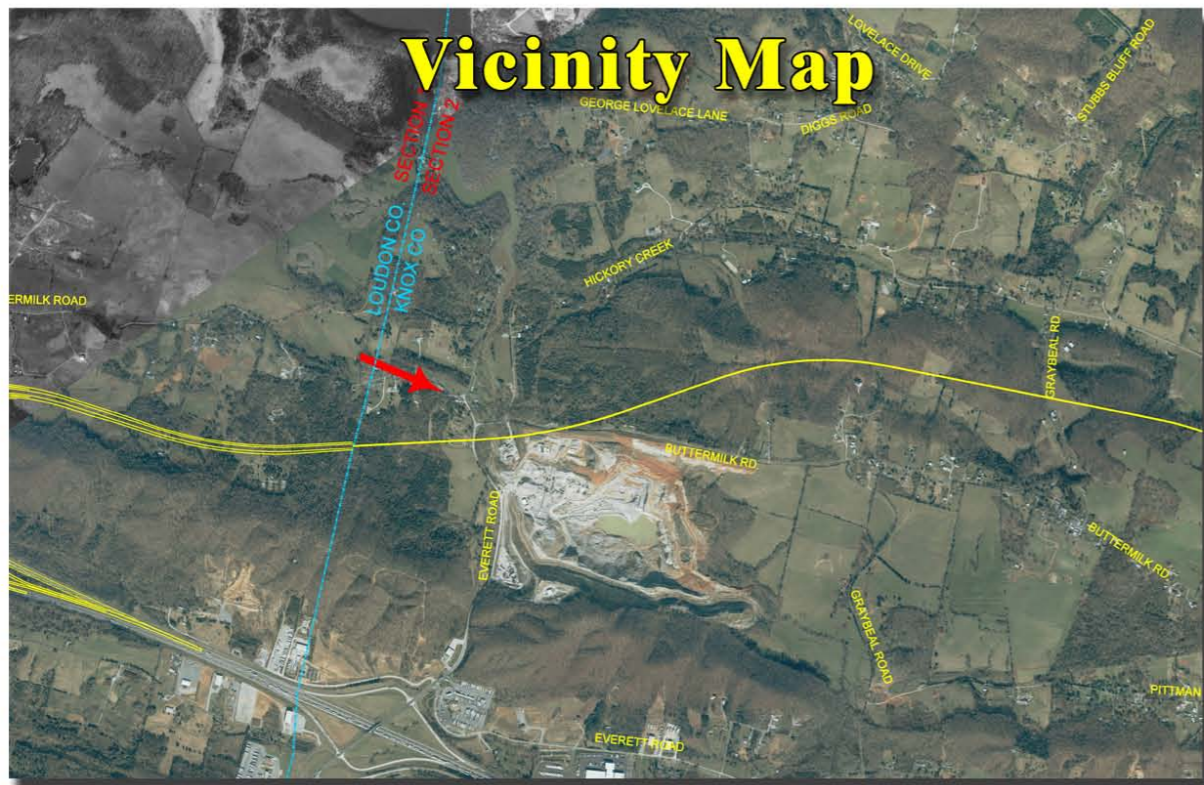 Vicinity Map
LOVELACE DRIVE
STUBBS BLUFF ROAD
GEORGE LOVELACE LANE
DIGGS ROAD
SECTION
SECTION 2
LOUDON CO.
KNOX CO
HICKORY CREEK
ERMILK ROAD
GRAYBEAL RD
BUTTERMILK RD.
EVERETT ROAD
BUTTERMILK RD.
GRAYBEAL ROAD
PITTMAN
EVERETT ROAD